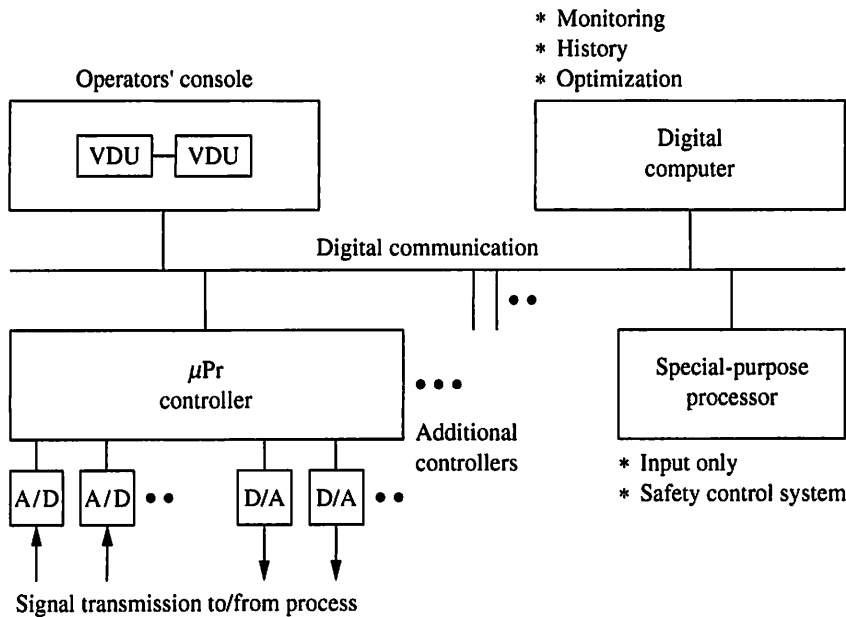 * Monitoring
* History
* Optimization
Operators' console
VDU VDU
Digital
computer
Digital communication
µPr
controller
Additional
controllers
Special-purpose
processor
* Input only
* Safety control system
A/D A/D D/A D/A
Signal transmission to/from process